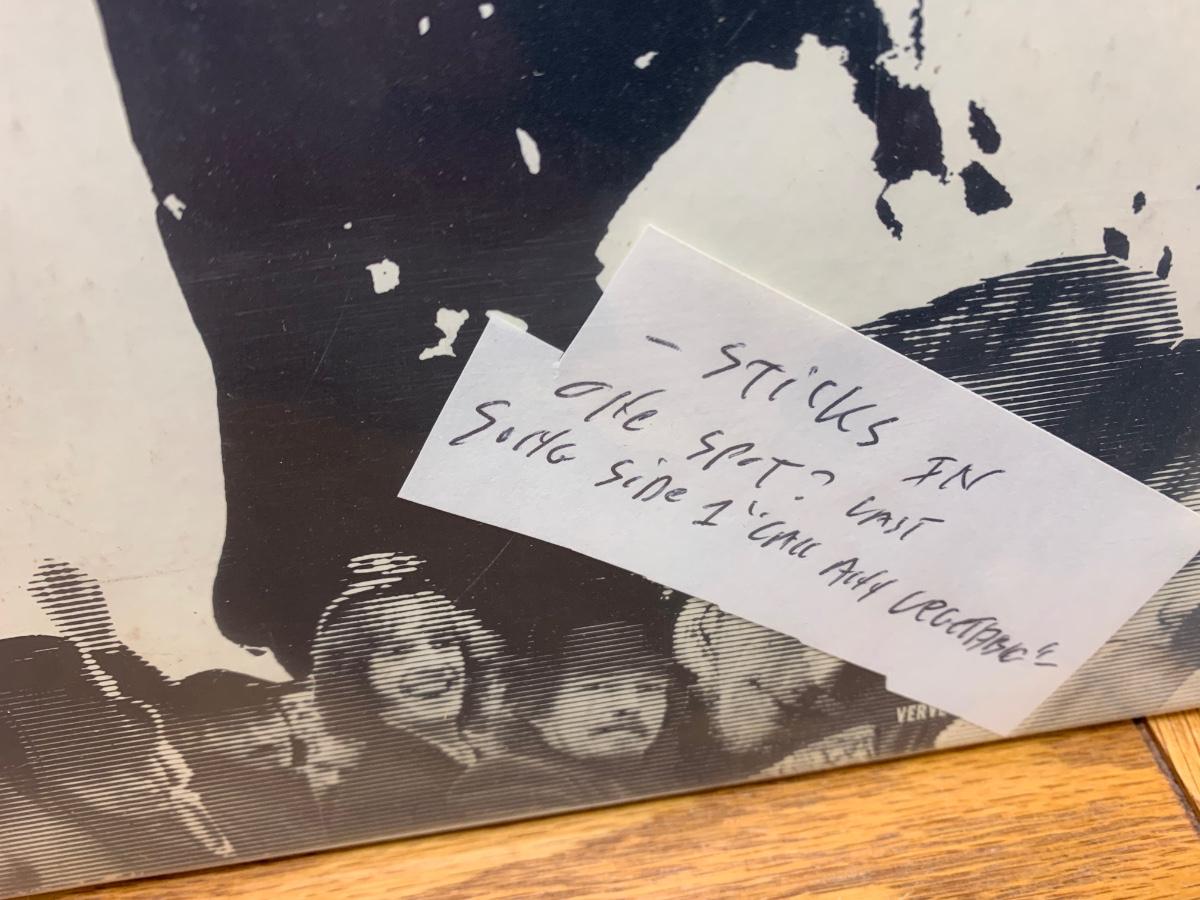 - STiCKS IN
ONe SPOT? LAST
SONG SiDe 1 "CALL ANY VEGETABLE"
VERVE